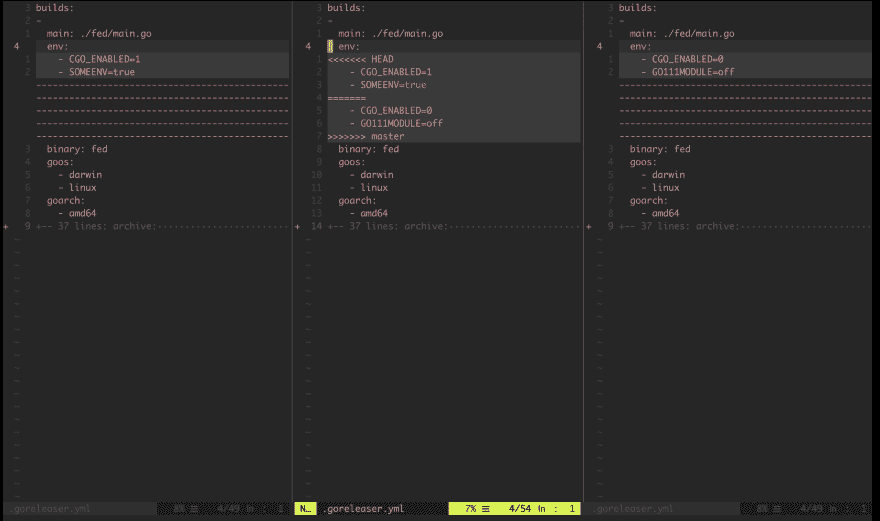 3 builds:
2 -
1   main: ./fed/main.go
4   env:
1     - CGO_ENABLED=1
2     - SOMEENV=true
3   binary: fed
4   goos:
5     - darwin
6     - linux
7   goarch:
8     - amd64
+ 9 +-- 37 lines: archive:
.goreleaser.yml 8% ☰ 4/49 ㏑ : 1
3 builds:
2 -
1   main: ./fed/main.go
4   env:
1 <<<<<<< HEAD
2     - CGO_ENABLED=1
3     - SOMEENV=true
4 =======
5     - CGO_ENABLED=0
6     - GO111MODULE=off
7 >>>>>>> master
8   binary: fed
9   goos:
10     - darwin
11     - linux
12   goarch:
13     - amd64
+ 14 +-- 37 lines: archive:
N… .goreleaser.yml 7% ☰ 4/54 ㏑ : 1
3 builds:
2 -
1   main: ./fed/main.go
4   env:
1     - CGO_ENABLED=0
2     - GO111MODULE=off
3   binary: fed
4   goos:
5     - darwin
6     - linux
7   goarch:
8     - amd64
+ 9 +-- 37 lines: archive:
.goreleaser.yml 8% ☰ 4/49 ㏑ : 1